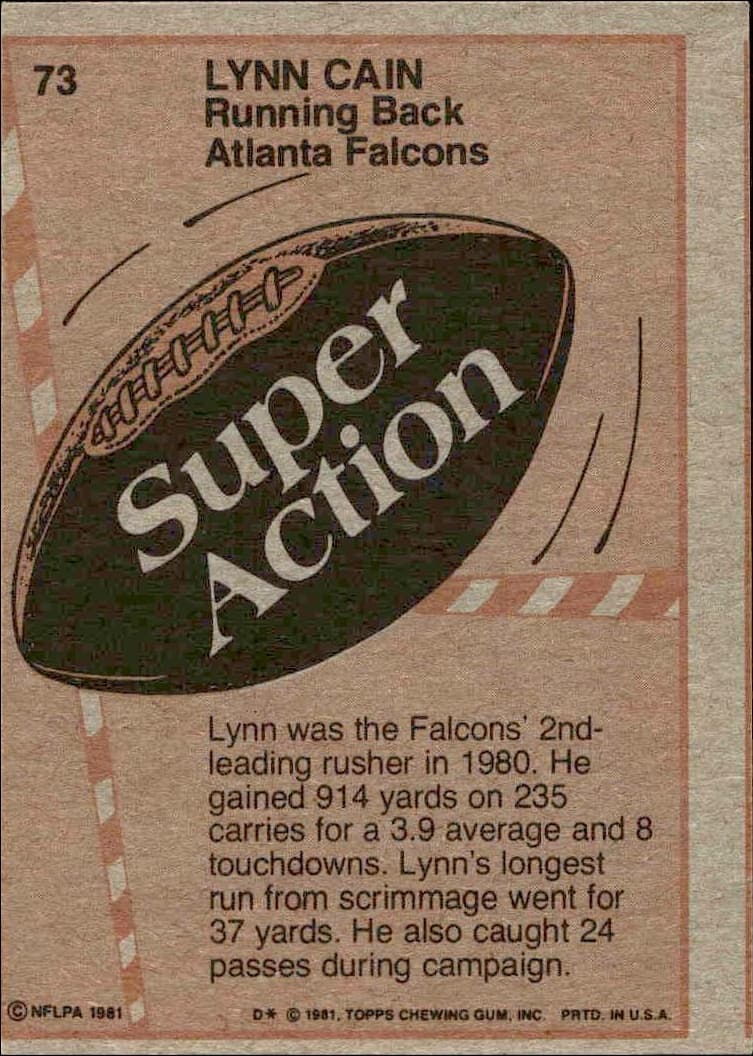 73
LYNN CAIN
Running Back
Atlanta Falcons
Super
Action
Lynn was the Falcons' 2nd-
leading rusher in 1980. He
gained 914 yards on 235
carries for a 3.9 average and 8
touchdowns. Lynn's longest
run from scrimmage went for
37 yards. He also caught 24
passes during campaign.
© NFLPA 1981
D* © 1981, TOPPS CHEWING GUM, INC. PRTD. IN U.S.A.